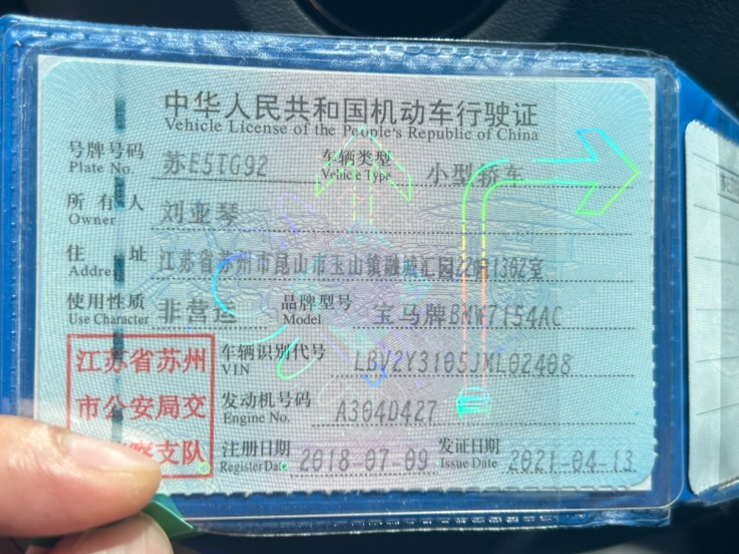 中华人民共和国机动车行驶证
Vehicle License of the People's Republic of China
号牌号码 苏E5TG92 车辆类型 小型轿车
Plate No. Vehicle Type
所有人 刘亚琴
Owner
住址 江苏省苏州市昆山市玉山镇融城汇园22幢1302室
Address
使用性质 非营运 品牌型号 宝马牌BMW7154AC
Use Character Model
江苏省苏州 车辆识别代号 LBV2Y3105JML02408
VIN
市公安局交 发动机号码 A304D427
Engine No.
支队 注册日期 2018-07-09 发证日期 2021-04-13
Register Date Issue Date